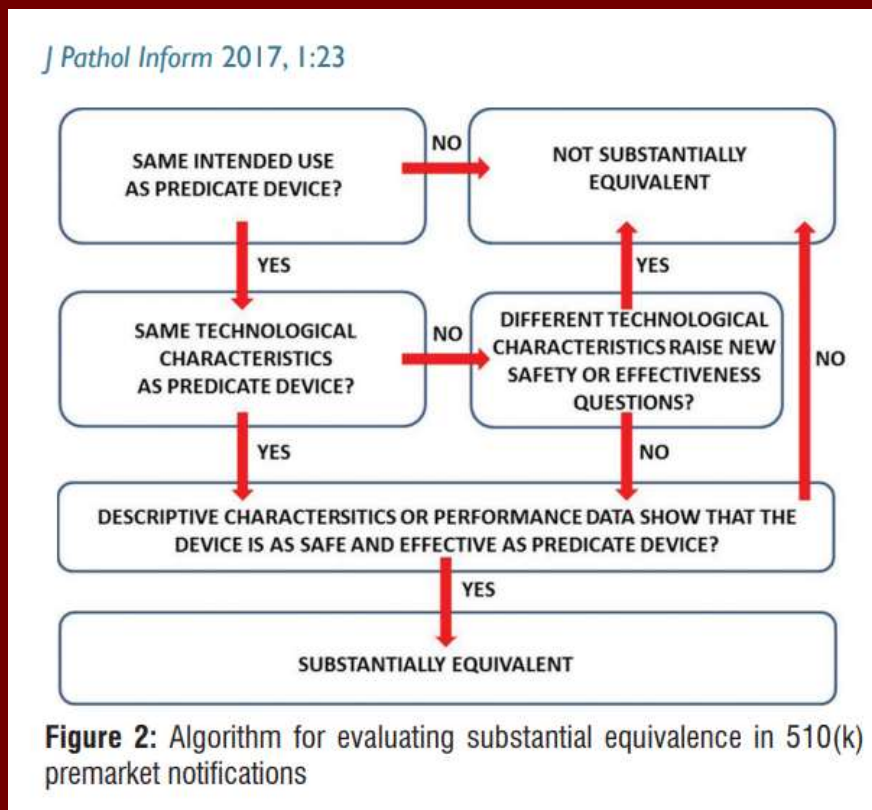 J Pathol Inform 2017, 1:23
SAME INTENDED USE
AS PREDICATE DEVICE?
NO
NOT SUBSTANTIALLY
EQUIVALENT
YES
YES
SAME TECHNOLOGICAL
CHARACTERISTICS
AS PREDICATE DEVICE?
NO
DIFFERENT TECHNOLOGICAL
CHARACTERISTICS RAISE NEW
SAFETY OR EFFECTIVENESS
QUESTIONS?
NO
YES
NO
DESCRIPTIVE CHARACTERSITICS OR PERFORMANCE DATA SHOW THAT THE
DEVICE IS AS SAFE AND EFFECTIVE AS PREDICATE DEVICE?
YES
SUBSTANTIALLY EQUIVALENT
Figure 2: Algorithm for evaluating substantial equivalence in 510(k)
premarket notifications